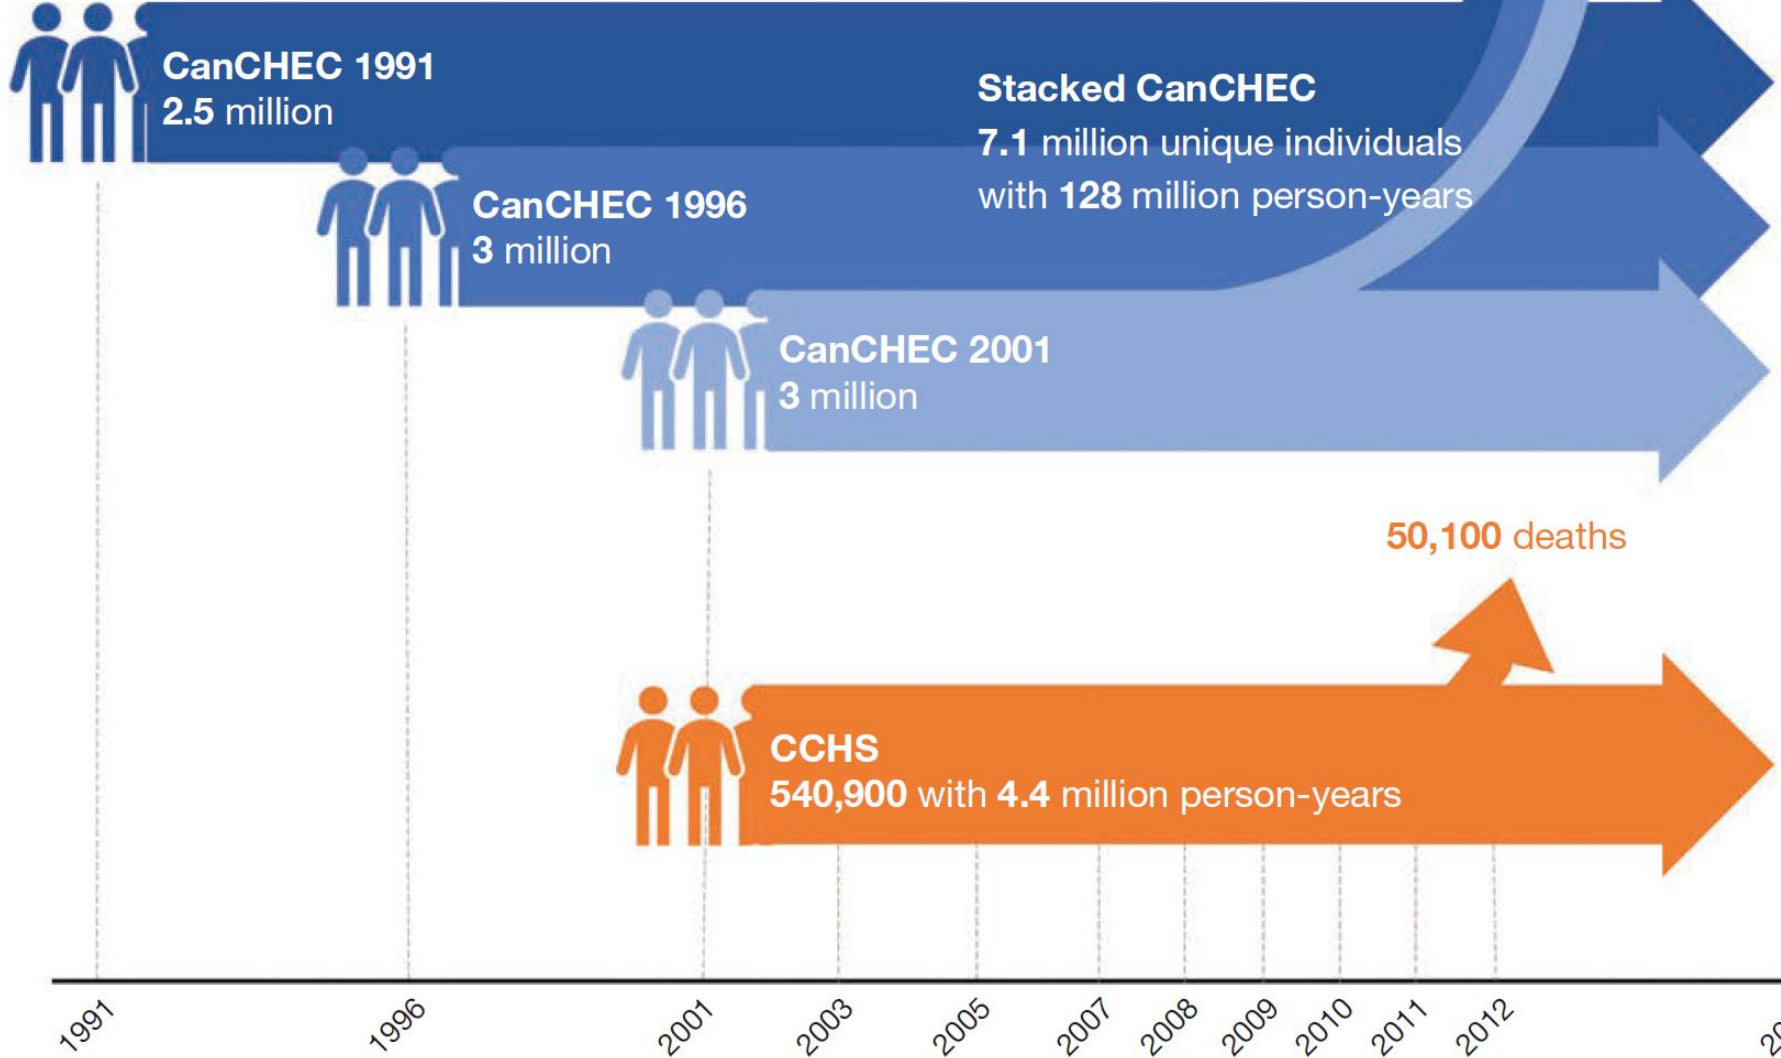 CanCHEC 1991
2.5 million
Stacked CanCHEC
7.1 million unique individuals
with 128 million person-years
CanCHEC 1996
3 million
CanCHEC 2001
3 million
50,100 deaths
CCHS
540,900 with 4.4 million person-years
1991
1996
2001
2003
2005
2007
2008
2009
2010
2011
2012